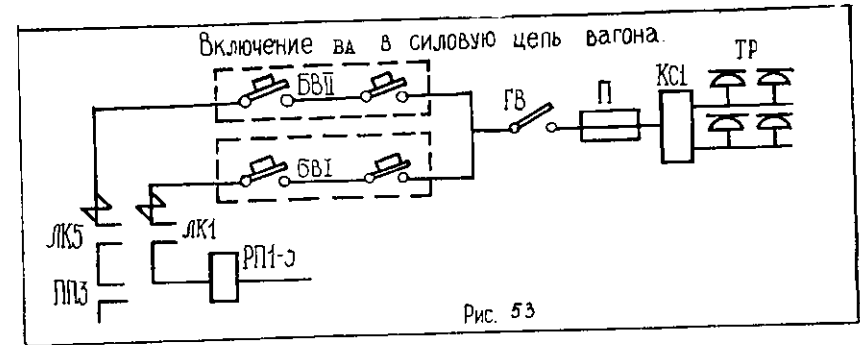 Включение ВА в силовую цепь вагона.
ТР
КС1
БВII
ГВ
П
БВI
ЛК5
ЛК1
РП1-3
ПП3
Рис. 53